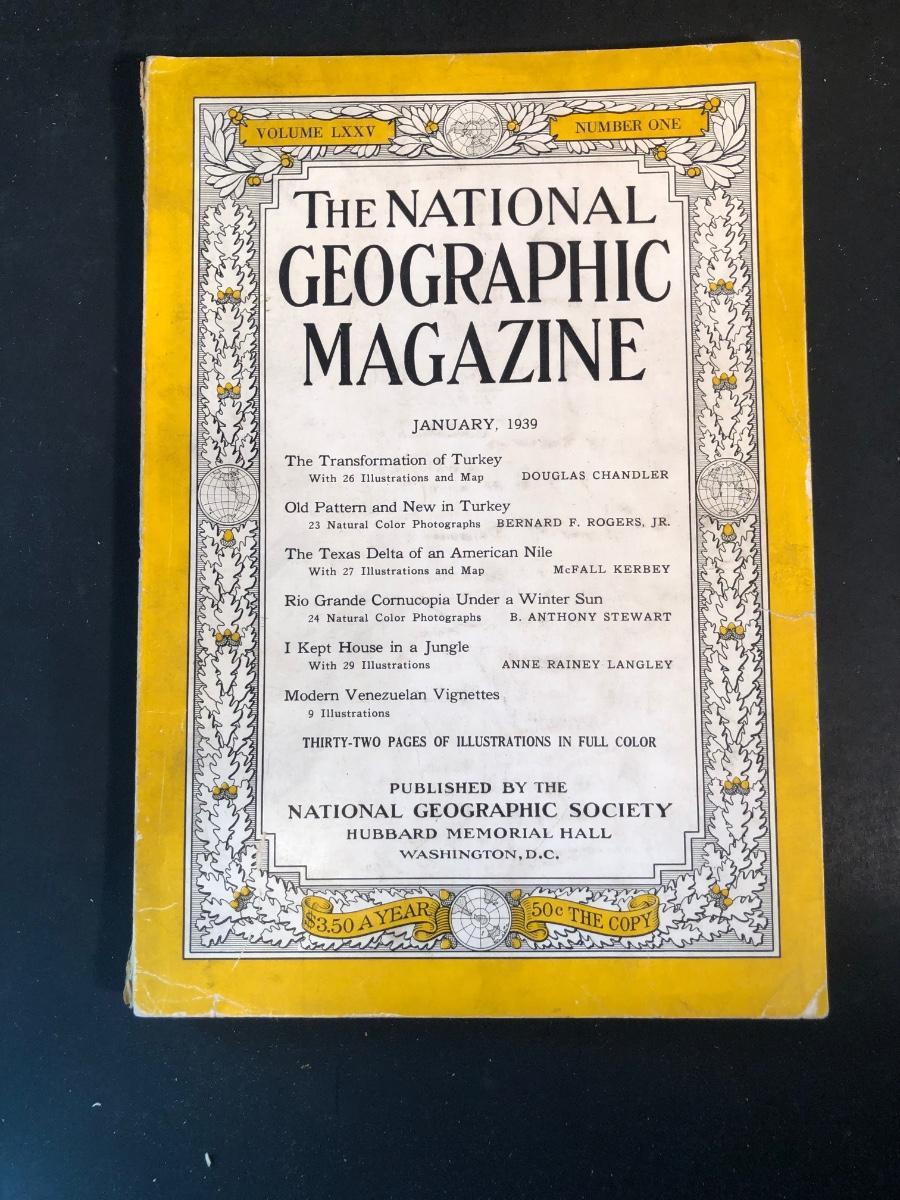 VOLUME LXXV
NUMBER ONE
THE NATIONAL
GEOGRAPHIC
MAGAZINE
JANUARY, 1939
The Transformation of Turkey
With 26 Illustrations and Map DOUGLAS CHANDLER
Old Pattern and New in Turkey
23 Natural Color Photographs BERNARD F. ROGERS, JR.
The Texas Delta of an American Nile
With 27 Illustrations and Map McFALL KERBEY
Rio Grande Cornucopia Under a Winter Sun
24 Natural Color Photographs B. ANTHONY STEWART
I Kept House in a Jungle
With 29 Illustrations ANNE RAINEY LANGLEY
Modern Venezuelan Vignettes
9 Illustrations
THIRTY-TWO PAGES OF ILLUSTRATIONS IN FULL COLOR
PUBLISHED BY THE
NATIONAL GEOGRAPHIC SOCIETY
HUBBARD MEMORIAL HALL
WASHINGTON, D.C.
$3.50 A YEAR
50c THE COPY